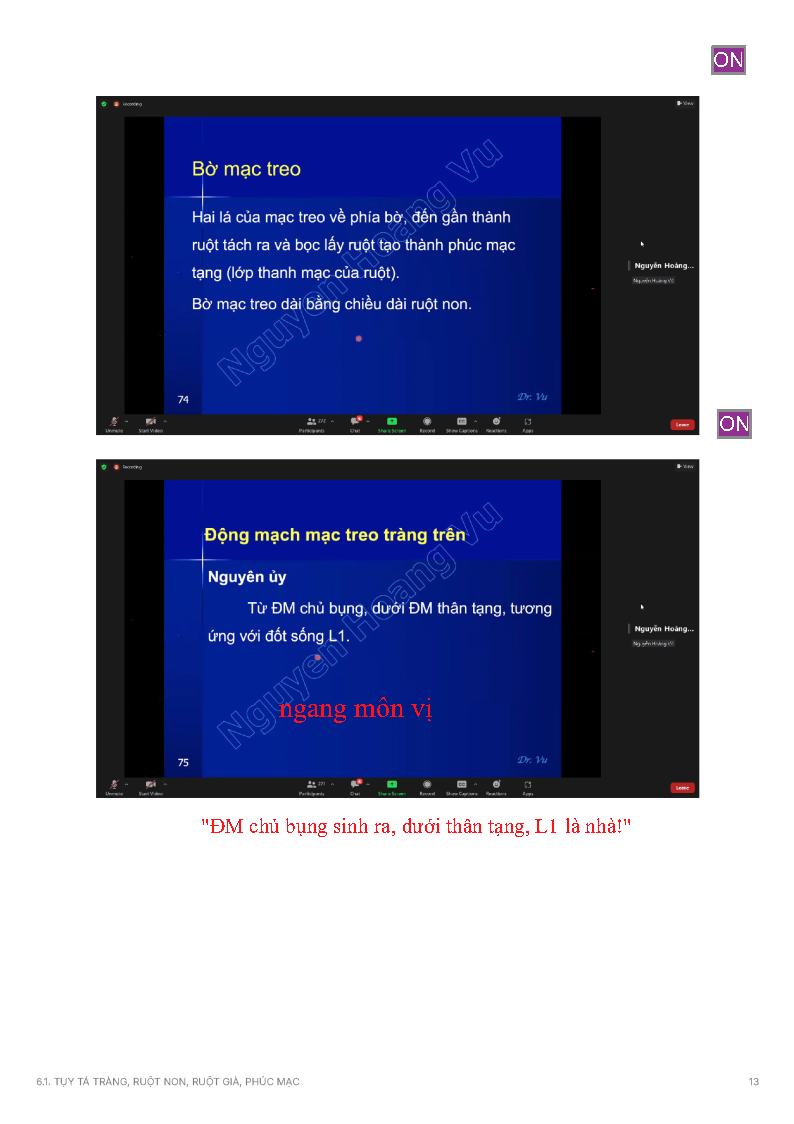 ON
Recording
View
Bờ mạc treo
Hai lá của mạc treo về phía bờ, đến gần thành
ruột tách ra và bọc lấy ruột tạo thành phúc mạc
tạng (lớp thanh mạc của ruột).
Bờ mạc treo dài bằng chiều dài ruột non.
Nguyen Hoang Vu
Nguyễn Hoàng...
Nguyễn Hoàng Vũ
74
Dr. Vu
Unmute Start Video Participants Chat Share Screen Record Show Captions Reactions Apps Leave
ON
Recording
View
Động mạch mạc treo tràng trên
Nguyên ủy
Từ ĐM chủ bụng, dưới ĐM thân tạng, tương
ứng với đốt sống L1.
Nguyen Hoang Vu
Nguyễn Hoàng...
Nguyễn Hoàng Vũ
ngang môn vị
75
Dr. Vu
271
Unmute Start Video Participants Chat Share Screen Record Show Captions Reactions Apps Leave
"ĐM chủ bụng sinh ra, dưới thân tạng, L1 là nhà!"
6.1. TỤY TÁ TRÀNG, RUỘT NON, RUỘT GIÀ, PHÚC MẠC 13